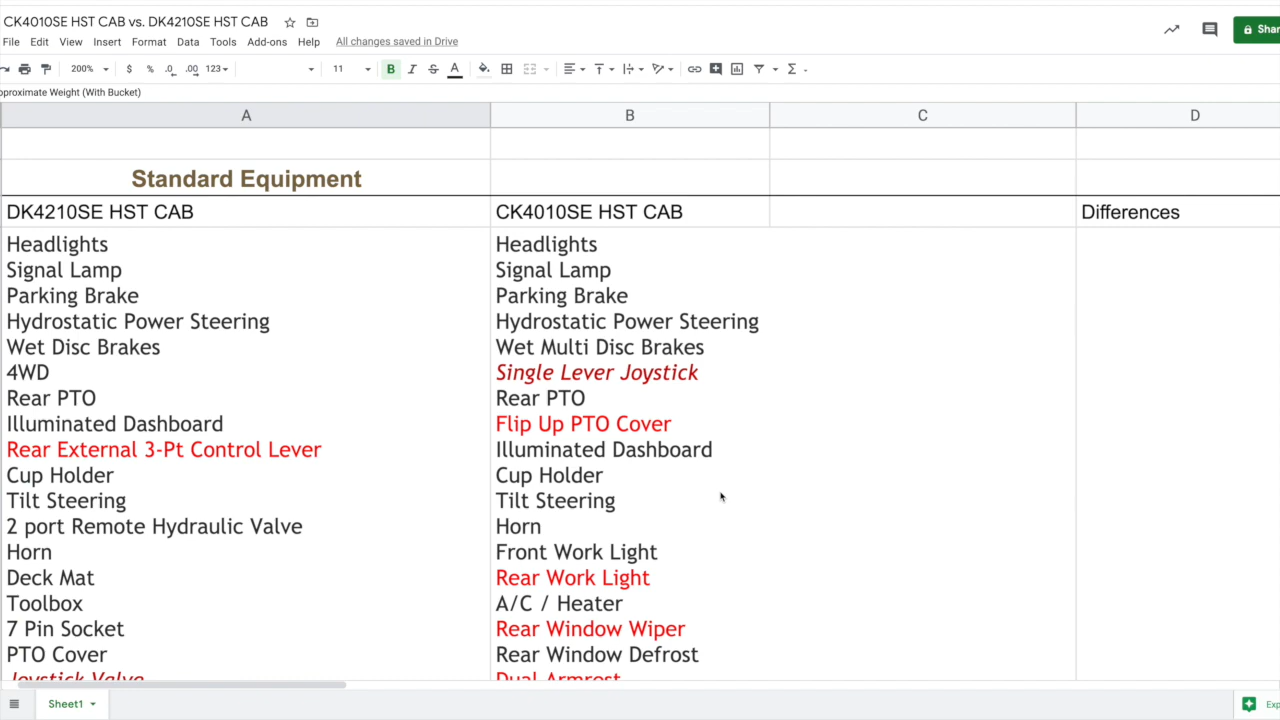 CK4010SE HST CAB vs. DK4210SE HST CAB
File Edit View Insert Format Data Tools Add-ons Help All changes saved in Drive
Shar
200% $ % .0 .00 123 11 B I S A Σ
pproximate Weight (With Bucket)
A B C D
Standard Equipment
DK4210SE HST CAB CK4010SE HST CAB Differences
Headlights Headlights
Signal Lamp Signal Lamp
Parking Brake Parking Brake
Hydrostatic Power Steering Hydrostatic Power Steering
Wet Disc Brakes Wet Multi Disc Brakes
4WD Single Lever Joystick
Rear PTO Rear PTO
Illuminated Dashboard Flip Up PTO Cover
Rear External 3-Pt Control Lever Illuminated Dashboard
Cup Holder Cup Holder
Tilt Steering Tilt Steering
2 port Remote Hydraulic Valve Horn
Horn Front Work Light
Deck Mat Rear Work Light
Toolbox A/C / Heater
7 Pin Socket Rear Window Wiper
PTO Cover Rear Window Defrost
Joystick Valve Dual Armrest
Sheet1 Exp